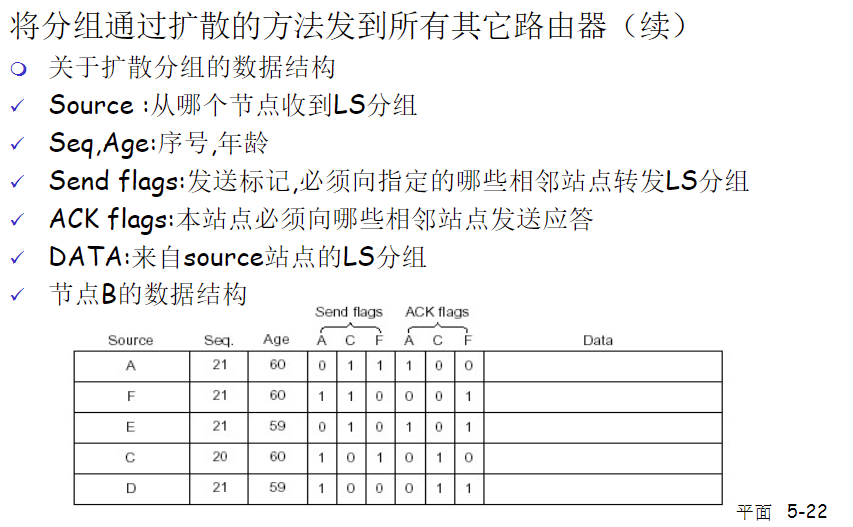 将分组通过扩散的方法发到所有其它路由器（续）
关于扩散分组的数据结构
Source :从哪个节点收到LS分组
Seq,Age:序号,年龄
Send flags:发送标记,必须向指定的哪些相邻站点转发LS分组
ACK flags:本站点必须向哪些相邻站点发送应答
DATA:来自source站点的LS分组
节点B的数据结构
Send flags ACK flags
Source Seq. Age A C F A C F Data
A 21 60 0 1 1 1 0 0
F 21 60 1 1 0 0 0 1
E 21 59 0 1 0 1 0 1
C 20 60 1 0 1 0 1 0
D 21 59 1 0 0 0 1 1
平面 5-22